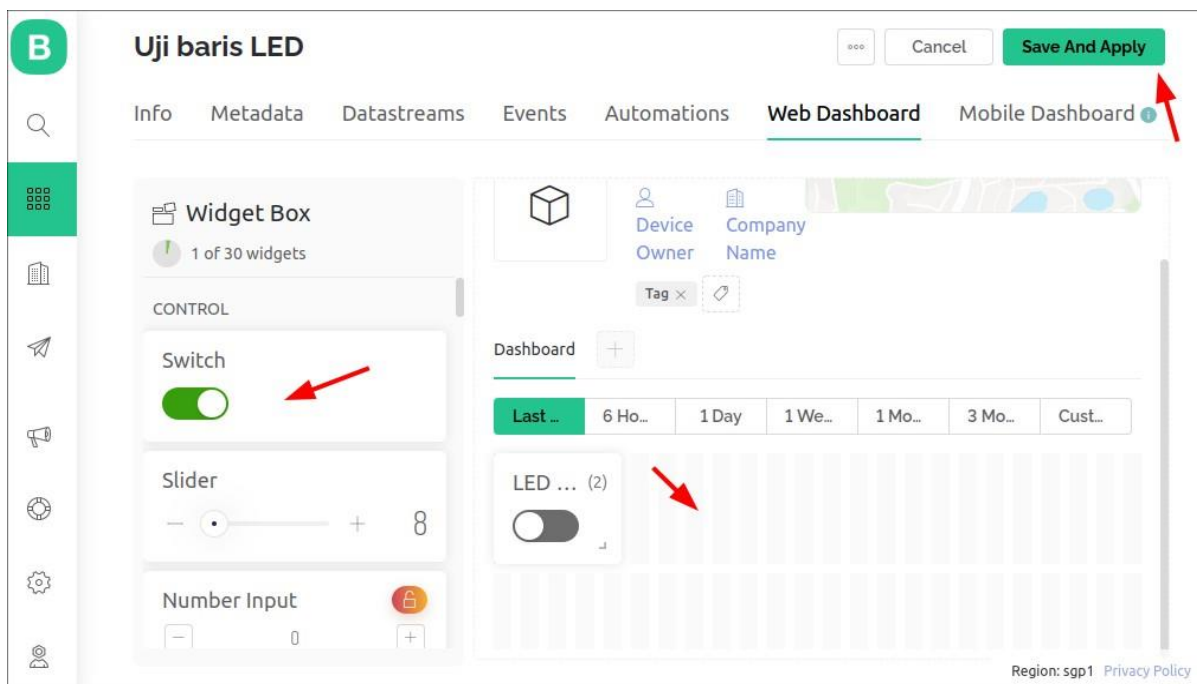 B
Uji baris LED
Cancel
Save And Apply
Info
Metadata
Datastreams
Events
Automations
Web Dashboard
Mobile Dashboard
Widget Box
1 of 30 widgets
CONTROL
Switch
Slider
8
Number Input
0
Device Owner
Company Name
Tag
Dashboard
Last ...
6 Ho...
1 Day
1 We...
1 Mo...
3 Mo...
Cust...
LED ... (2)
Region: sgp1 Privacy Policy